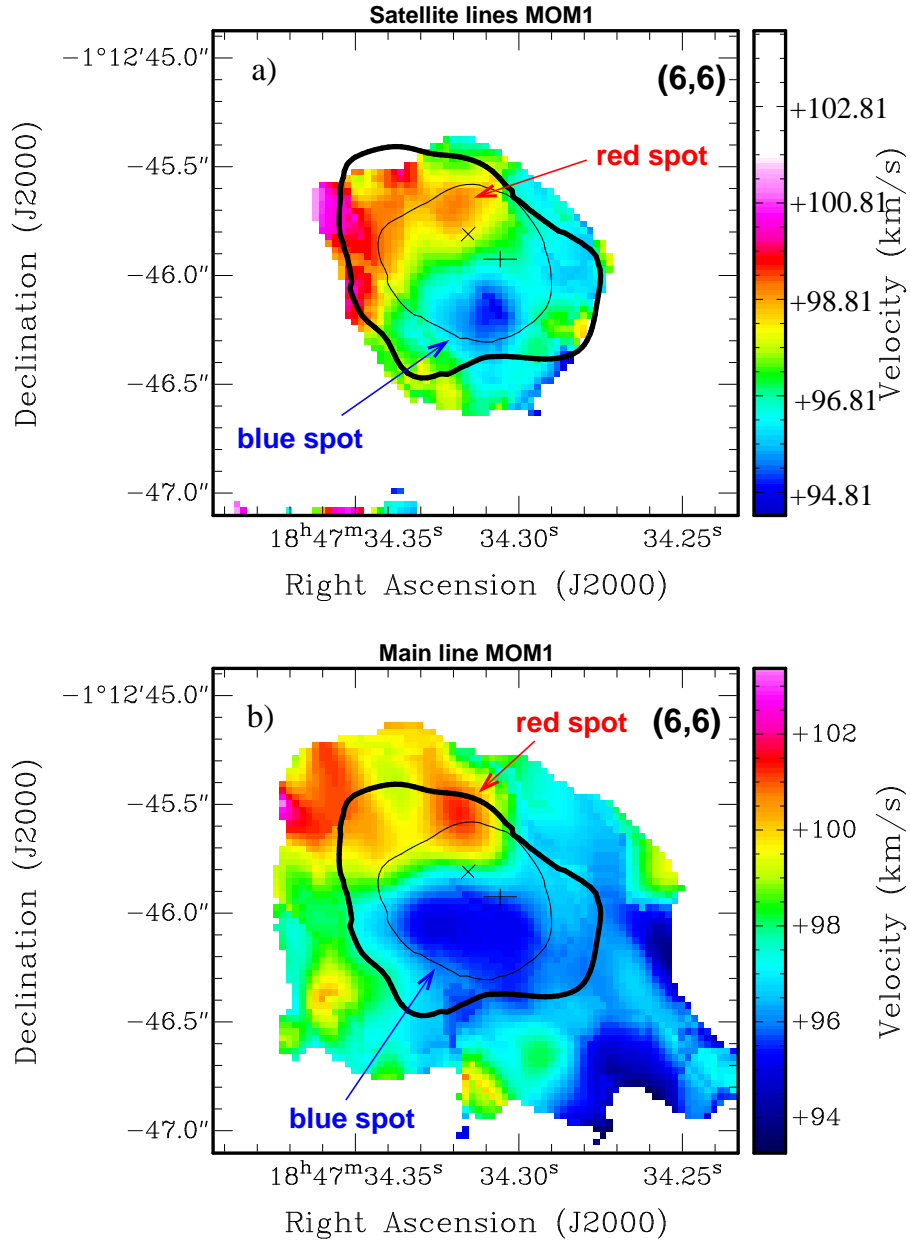 Satellite lines MOM1
a)
(6,6)
red spot
blue spot
−1°12′45.0″
−45.5″
−46.0″
−46.5″
−47.0″
Declination (J2000)
18ʰ47ᵐ34.35ˢ 34.30ˢ 34.25ˢ
Right Ascension (J2000)
+102.81
+100.81
+98.81
+96.81
+94.81
Velocity (km/s)
Main line MOM1
b)
(6,6)
red spot
blue spot
−1°12′45.0″
−45.5″
−46.0″
−46.5″
−47.0″
Declination (J2000)
18ʰ47ᵐ34.35ˢ 34.30ˢ 34.25ˢ
Right Ascension (J2000)
+102
+100
+98
+96
+94
Velocity (km/s)